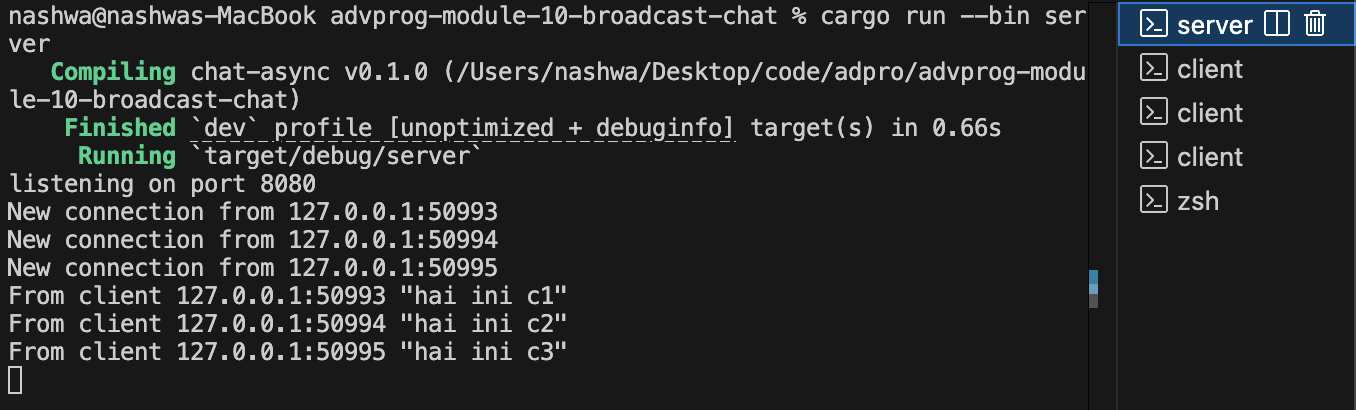 nashwa@nashwas-MacBook advprog-module-10-broadcast-chat % cargo run --bin ser
ver
Compiling chat-async v0.1.0 (/Users/nashwa/Desktop/code/adpro/advprog-modu
le-10-broadcast-chat)
Finished `dev` profile [unoptimized + debuginfo] target(s) in 0.66s
Running `target/debug/server`
listening on port 8080
New connection from 127.0.0.1:50993
New connection from 127.0.0.1:50994
New connection from 127.0.0.1:50995
From client 127.0.0.1:50993 "hai ini c1"
From client 127.0.0.1:50994 "hai ini c2"
From client 127.0.0.1:50995 "hai ini c3"
server
client
client
client
zsh